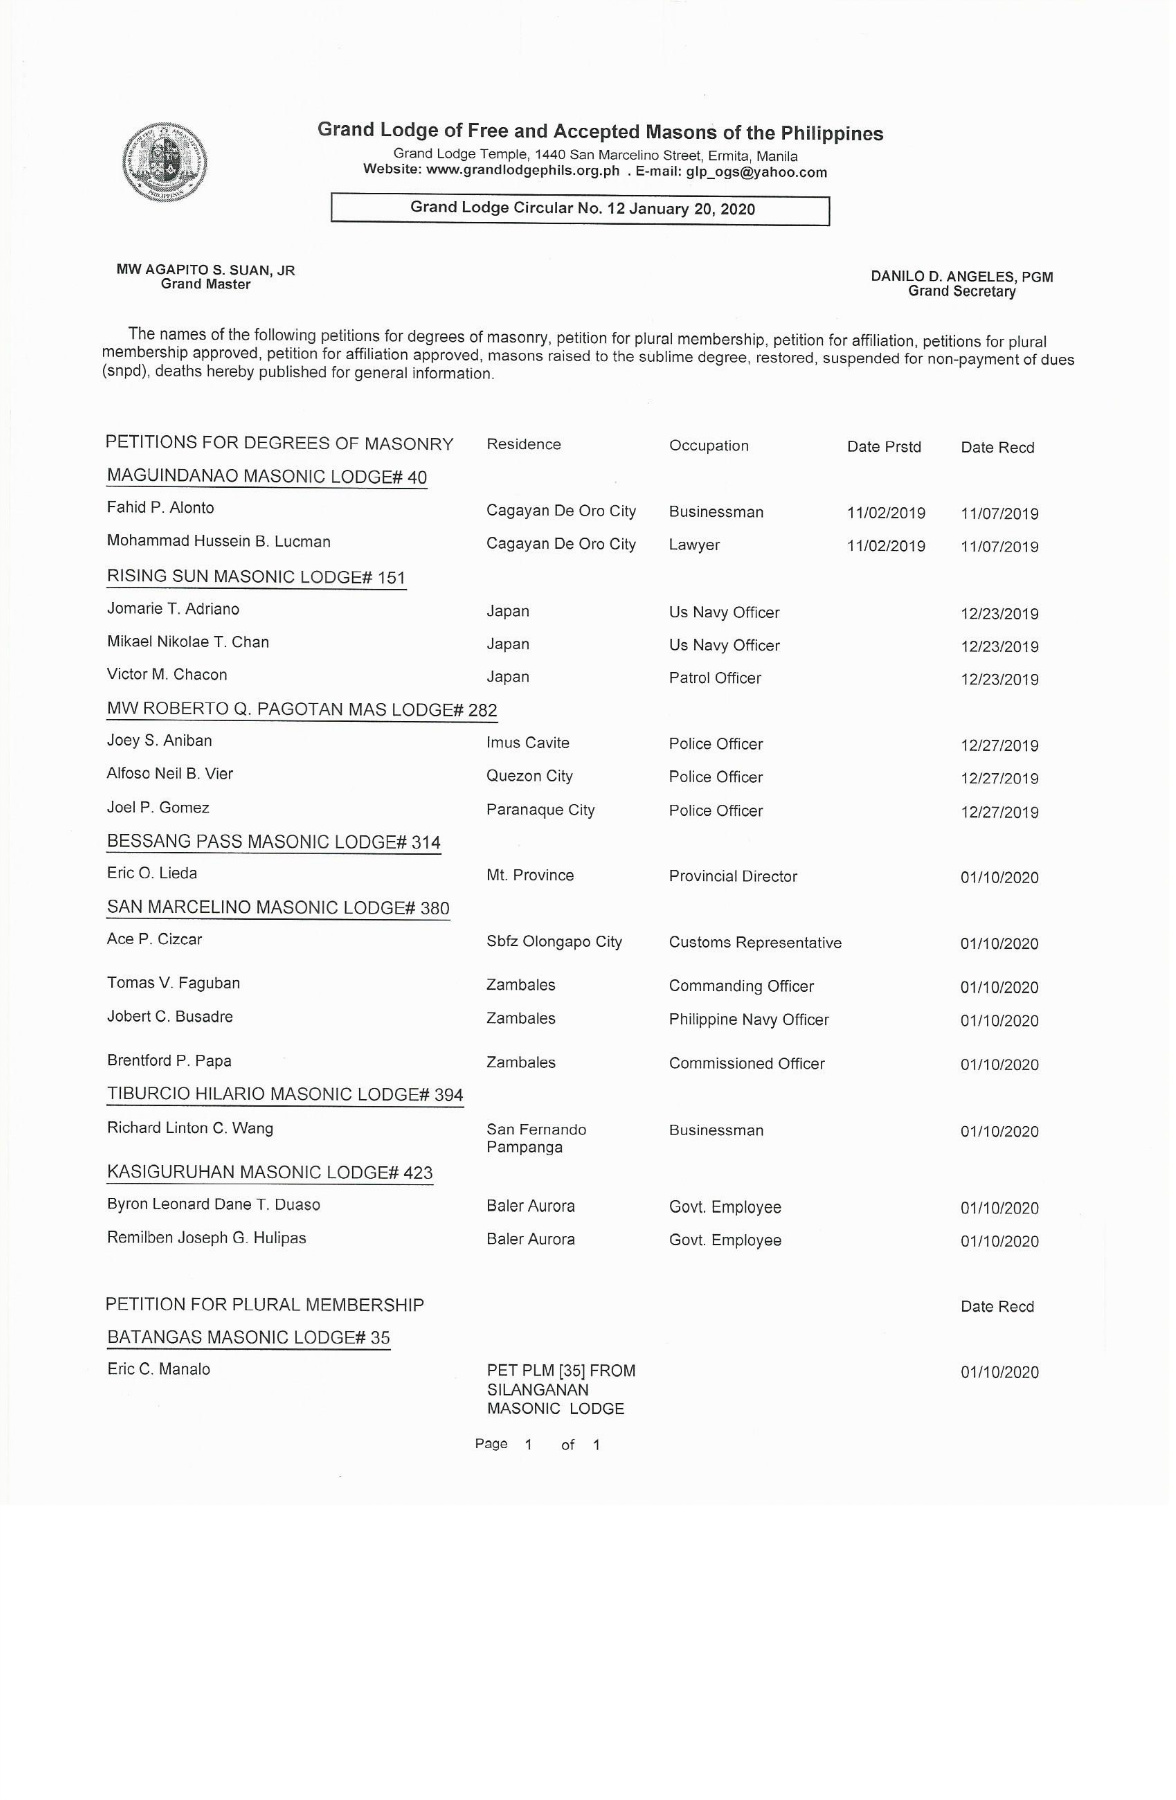 Grand Lodge of Free and Accepted Masons of the Philippines
Grand Lodge Temple, 1440 San Marcelino Street, Ermita, Manila
Website: www.grandlodgephils.org.ph . E-mail: glp_ogs@yahoo.com
Grand Lodge Circular No. 12 January 20, 2020
MW AGAPITO S. SUAN, JR
Grand Master
DANILO D. ANGELES, PGM
Grand Secretary
The names of the following petitions for degrees of masonry, petition for plural membership, petition for affiliation, petitions for plural
membership approved, petition for affiliation approved, masons raised to the sublime degree, restored, suspended for non-payment of dues
(snpd), deaths hereby published for general information.
PETITIONS FOR DEGREES OF MASONRY Residence Occupation Date Prstd Date Recd
MAGUINDANAO MASONIC LODGE# 40
Fahid P. Alonto Cagayan De Oro City Businessman 11/02/2019 11/07/2019
Mohammad Hussein B. Lucman Cagayan De Oro City Lawyer 11/02/2019 11/07/2019
RISING SUN MASONIC LODGE# 151
Jomarie T. Adriano Japan Us Navy Officer 12/23/2019
Mikael Nikolae T. Chan Japan Us Navy Officer 12/23/2019
Victor M. Chacon Japan Patrol Officer 12/23/2019
MW ROBERTO Q. PAGOTAN MAS LODGE# 282
Joey S. Aniban Imus Cavite Police Officer 12/27/2019
Alfoso Neil B. Vier Quezon City Police Officer 12/27/2019
Joel P. Gomez Paranaque City Police Officer 12/27/2019
BESSANG PASS MASONIC LODGE# 314
Eric O. Lieda Mt. Province Provincial Director 01/10/2020
SAN MARCELINO MASONIC LODGE# 380
Ace P. Cizcar Sbfz Olongapo City Customs Representative 01/10/2020
Tomas V. Faguban Zambales Commanding Officer 01/10/2020
Jobert C. Busadre Zambales Philippine Navy Officer 01/10/2020
Brentford P. Papa Zambales Commissioned Officer 01/10/2020
TIBURCIO HILARIO MASONIC LODGE# 394
Richard Linton C. Wang San Fernando Businessman 01/10/2020
Pampanga
KASIGURUHAN MASONIC LODGE# 423
Byron Leonard Dane T. Duaso Baler Aurora Govt. Employee 01/10/2020
Remilben Joseph G. Hulipas Baler Aurora Govt. Employee 01/10/2020
PETITION FOR PLURAL MEMBERSHIP Date Recd
BATANGAS MASONIC LODGE# 35
Eric C. Manalo PET PLM [35] FROM 01/10/2020
SILANGANAN
MASONIC LODGE
Page 1 of 1